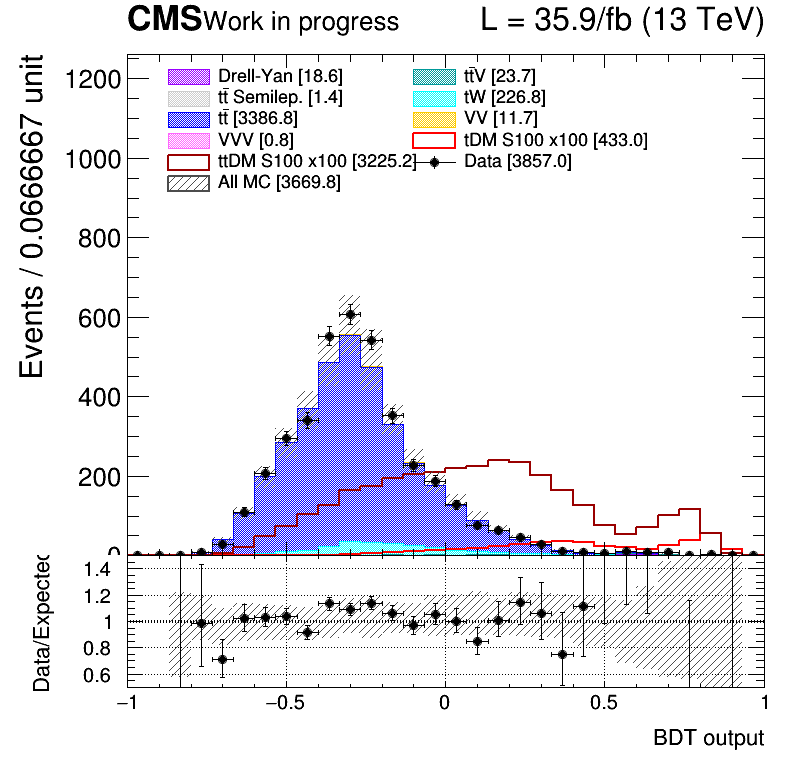 CMS Work in progress L = 35.9/fb (13 TeV)
Events / 0.0666667 unit
1200
1000
800
600
400
200
0
Drell-Yan [18.6] tt̄V [23.7]
tt̄ Semilep. [1.4] tW [226.8]
tt̄ [3386.8] VV [11.7]
VVV [0.8] tDM S100 x100 [433.0]
ttDM S100 x100 [3225.2] Data [3857.0]
All MC [3669.8]
Data/Expected
1.4
1.2
1
0.8
0.6
−1 −0.5 0 0.5 1
BDT output